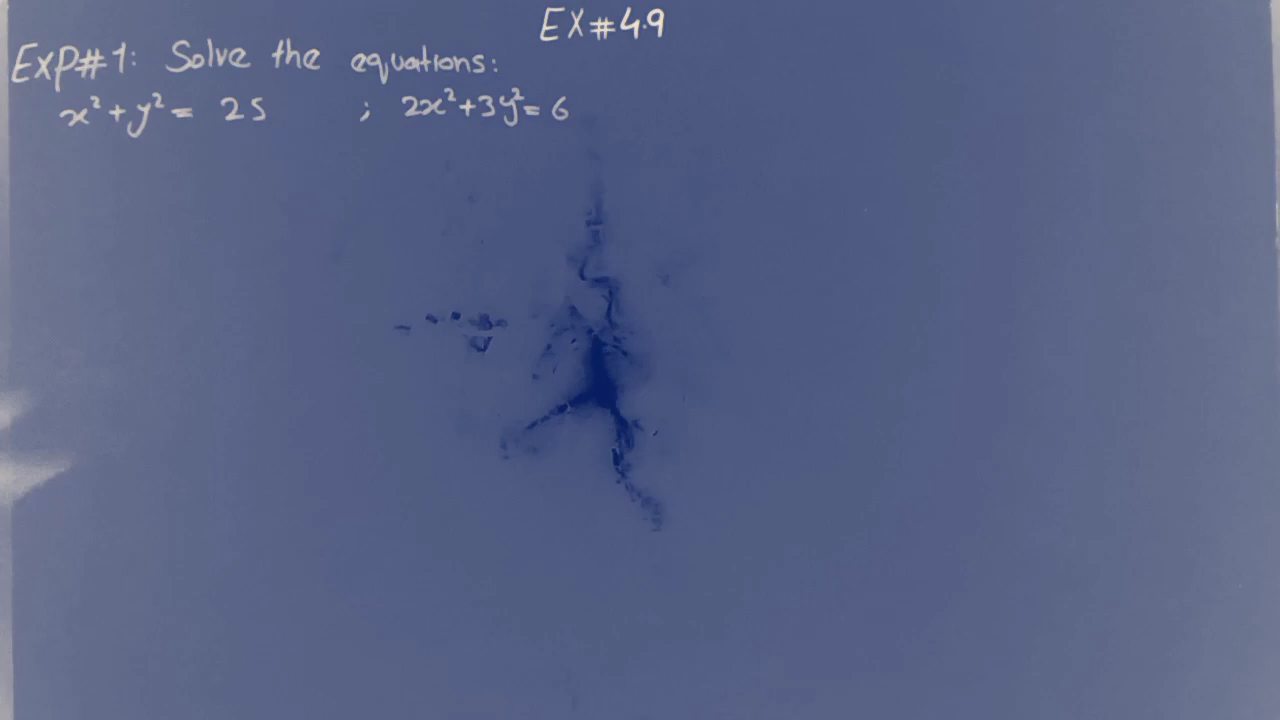 EX#4.9
Exp#1: Solve the equations:
x²+y²= 25 ; 2x²+3y²= 6